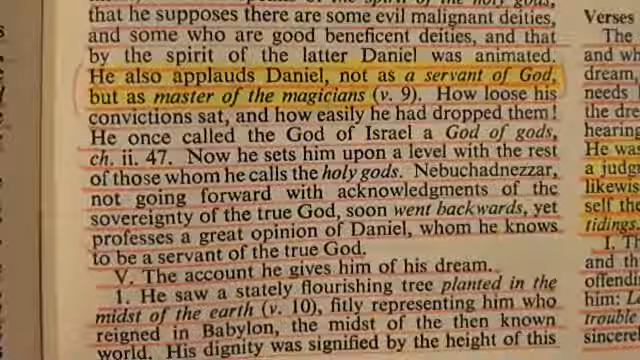 that he supposes there are some evil malignant deities,
and some who are good beneficent deities, and that
by the spirit of the latter Daniel was animated.
He also applauds Daniel, not as a servant of God,
but as master of the magicians (v. 9). How loose his
convictions sat, and how easily he had dropped them!
He once called the God of Israel a God of gods,
ch. ii. 47. Now he sets him upon a level with the rest
of those whom he calls the holy gods. Nebuchadnezzar,
not going forward with acknowledgments of the
sovereignty of the true God, soon went backwards, yet
professes a great opinion of Daniel, whom he knows
to be a servant of the true God.
V. The account he gives him of his dream.
1. He saw a stately flourishing tree planted in the
midst of the earth (v. 10), fitly representing him who
reigned in Babylon, the midst of the then known
world. His dignity was signified by the height of this
Verses
The
and wh
dream,
needs
the dre
hearing
He was
a judg
likewis
self the
tidings.
I. Th
and th
offendi
him: L
trouble
sincere